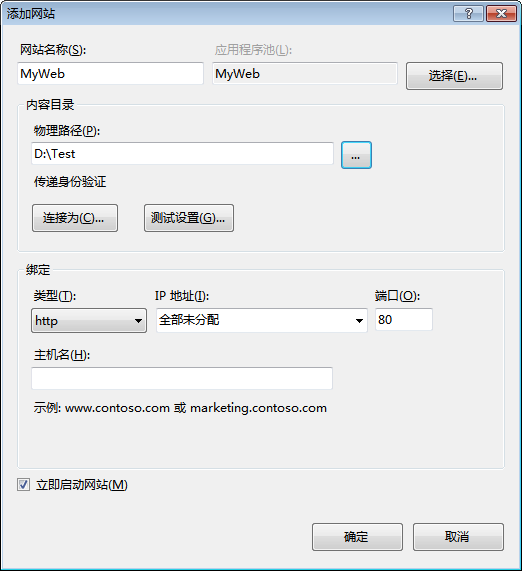 添加网站
网站名称(S): 应用程序池(L):
MyWeb MyWeb 选择(E)...
内容目录
物理路径(P):
D:\Test ...
传递身份验证
连接为(C)... 测试设置(G)...
绑定
类型(T): IP 地址(I): 端口(O):
http 全部未分配 80
主机名(H):
示例: www.contoso.com 或 marketing.contoso.com
立即启动网站(M)
确定 取消